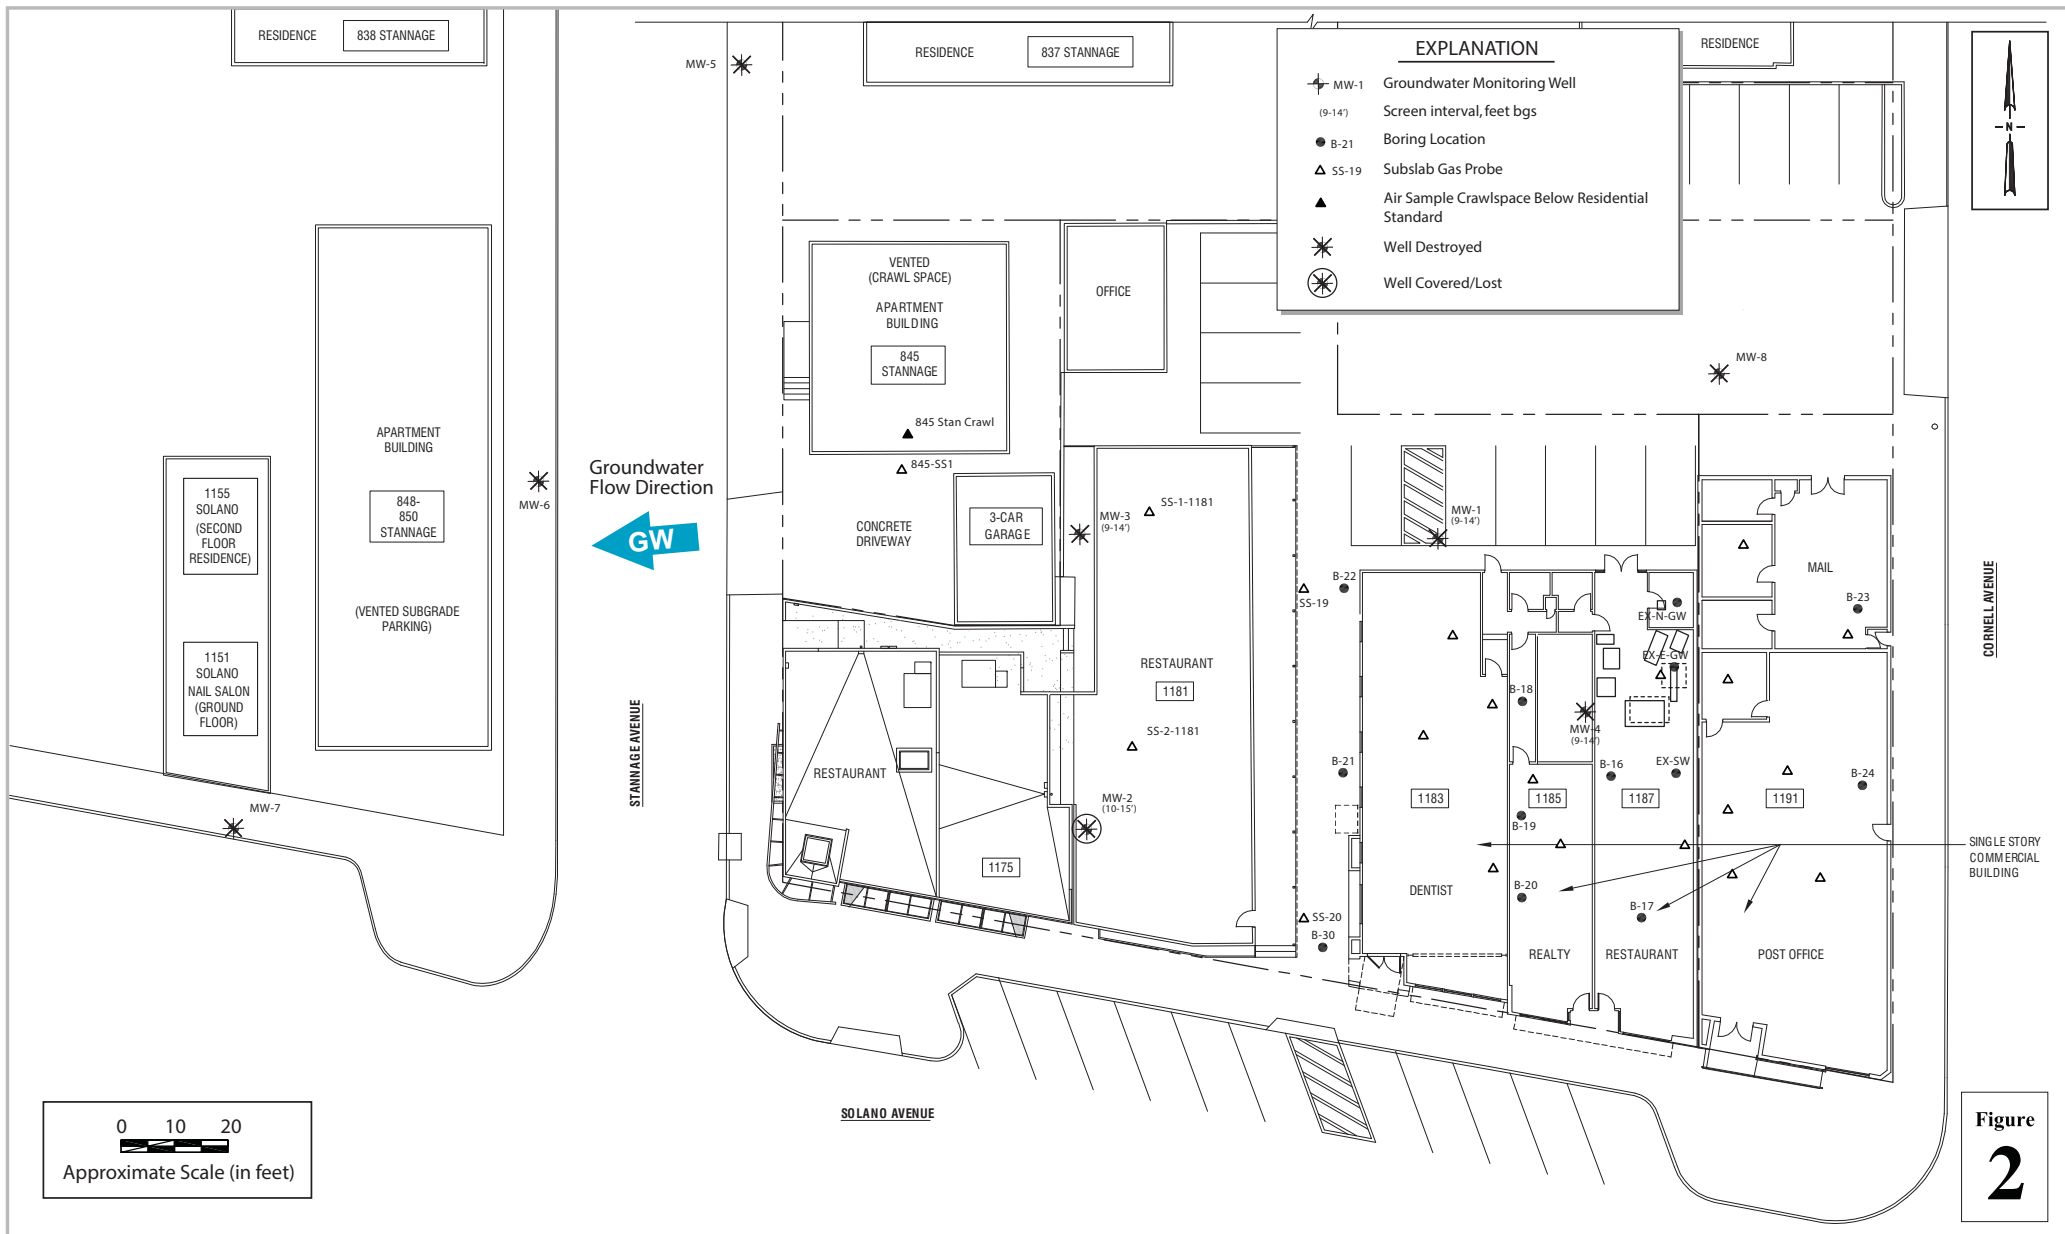 RESIDENCE
838 STANNAGE
MW-5
RESIDENCE
837 STANNAGE
RESIDENCE
EXPLANATION
MW-1 Groundwater Monitoring Well
(9-14') Screen interval, feet bgs
B-21 Boring Location
SS-19 Subslab Gas Probe
Air Sample Crawlspace Below Residential
Standard
Well Destroyed
Well Covered/Lost
N
VENTED
(CRAWL SPACE)
APARTMENT
BUILDING
845
STANNAGE
845 Stan Crawl
845-SS1
OFFICE
MW-8
APARTMENT
BUILDING
848-
850
STANNAGE
(VENTED SUBGRADE
PARKING)
1155
SOLANO
(SECOND
FLOOR
RESIDENCE)
1151
SOLANO
NAIL SALON
(GROUND
FLOOR)
MW-6
MW-7
Groundwater
Flow Direction
GW
CONCRETE
DRIVEWAY
3-CAR
GARAGE
MW-3
(9-14')
SS-1-1181
RESTAURANT
1181
SS-2-1181
MW-2
(10-15')
RESTAURANT
1175
STANNAGE AVENUE
MW-1
(9-14')
SS-19
B-22
B-21
SS-20
B-30
1183
DENTIST
B-18
1185
B-19
B-20
REALTY
MW-4
(9-14')
B-16
EX-N-GW
EX-E-GW
EX-SW
1187
B-17
RESTAURANT
MAIL
B-23
B-24
1191
POST OFFICE
CORNELL AVENUE
SINGLE STORY
COMMERCIAL
BUILDING
SOLANO AVENUE
0 10 20
Approximate Scale (in feet)
Figure
2